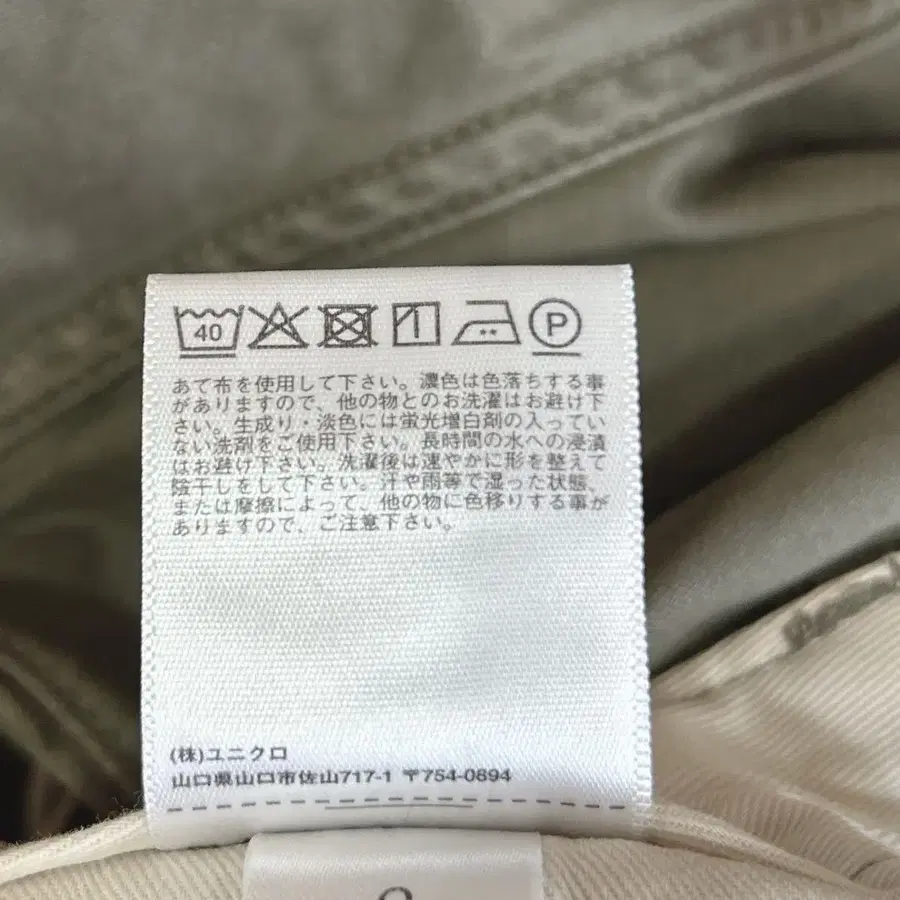 40 P
あて布を使用して下さい。濃色は色落ちする事
がありますので、他の物とのお洗濯はお避け下
さい。生成り・淡色には蛍光増白剤の入ってい
ない洗剤をご使用下さい。長時間の水への浸漬
はお避け下さい。洗濯後は速やかに形を整えて
陰干しをして下さい。汗や雨等で湿った状態、
または摩擦によって、他の物に色移りする事が
ありますので、ご注意下さい。
(株)ユニクロ
山口県山口市佐山717-1 〒754-0894